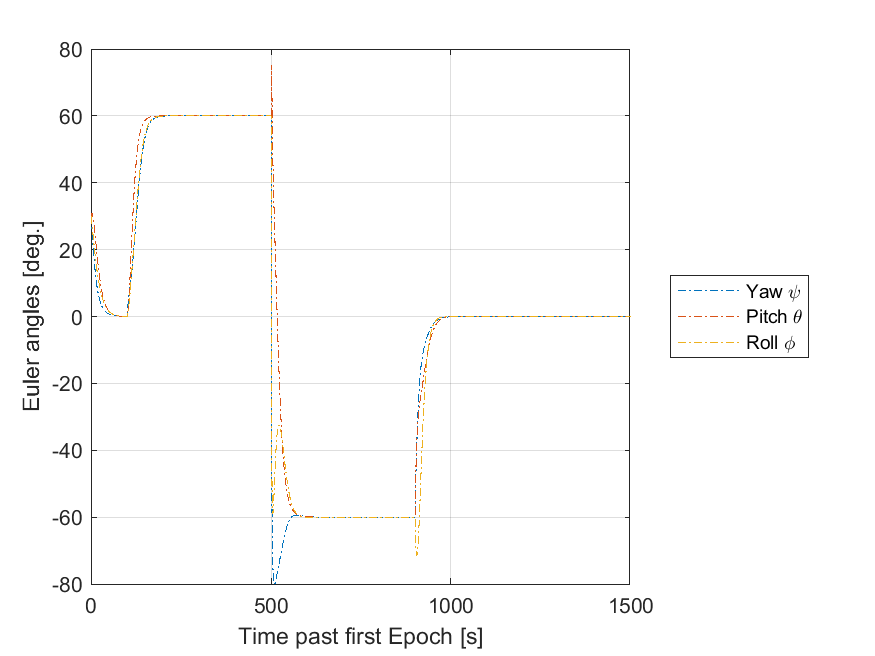 80
60
40
20
0
-20
-40
-60
-80
0
500
1000
1500
Euler angles [deg.]
Time past first Epoch [s]
Yaw ψ
Pitch θ
Roll ϕ